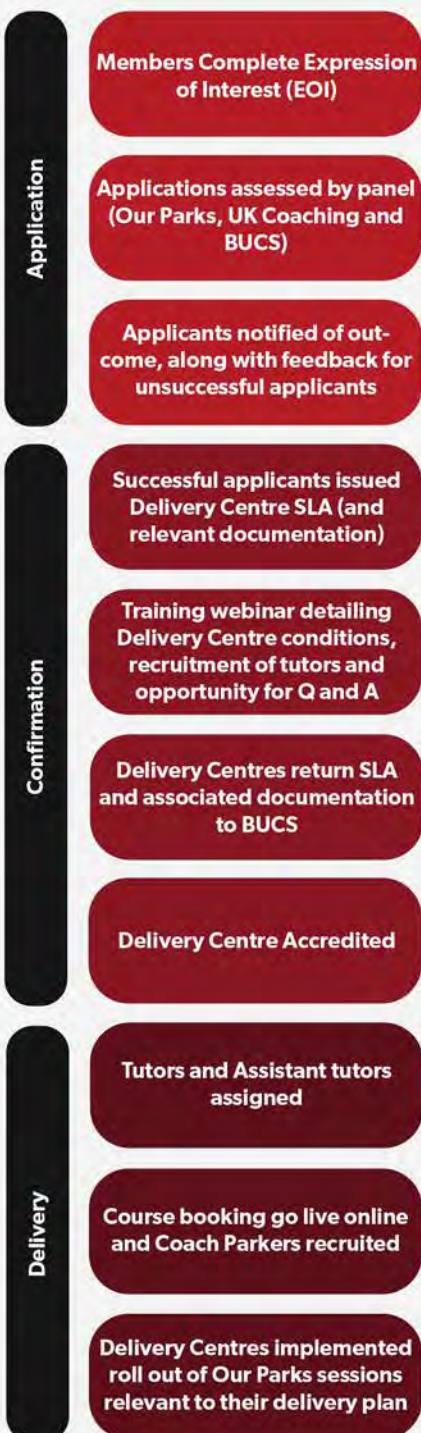 Application
Members Complete Expression
of Interest (EOI)
Applications assessed by panel
(Our Parks, UK Coaching and
BUCS)
Applicants notified of out-
come, along with feedback for
unsuccessful applicants
Confirmation
Successful applicants issued
Delivery Centre SLA (and
relevant documentation)
Training webinar detailing
Delivery Centre conditions,
recruitment of tutors and
opportunity for Q and A
Delivery Centres return SLA
and associated documentation
to BUCS
Delivery Centre Accredited
Delivery
Tutors and Assistant tutors
assigned
Course booking go live online
and Coach Parkers recruited
Delivery Centres implemented
roll out of Our Parks sessions
relevant to their delivery plan